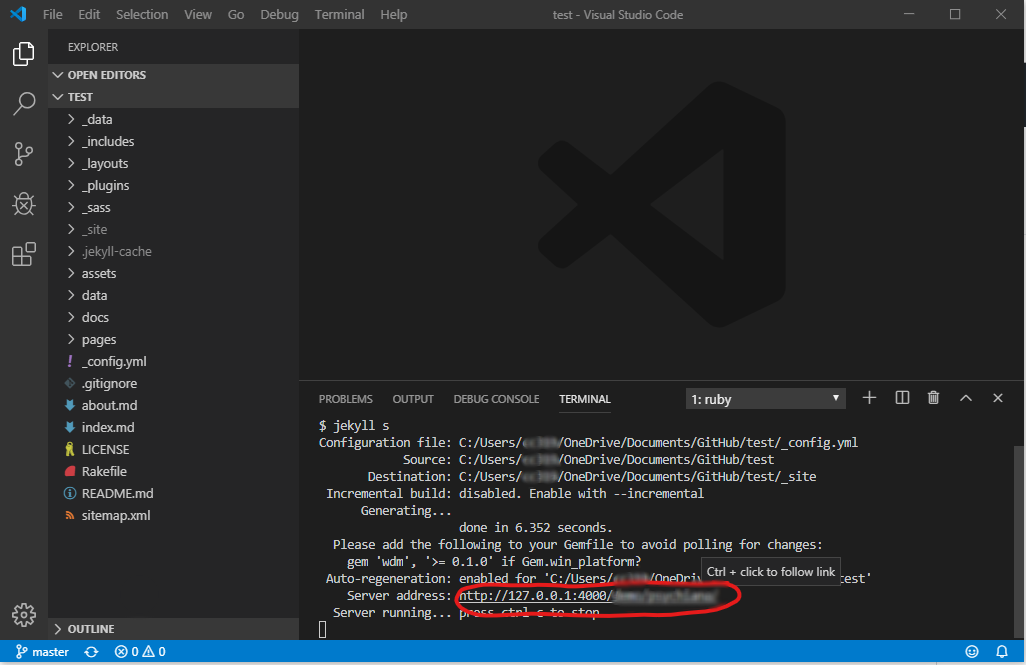 File Edit Selection View Go Debug Terminal Help
test - Visual Studio Code
EXPLORER
OPEN EDITORS
TEST
_data
_includes
_layouts
_plugins
_sass
_site
.jekyll-cache
assets
data
docs
pages
_config.yml
.gitignore
about.md
index.md
LICENSE
Rakefile
README.md
sitemap.xml
OUTLINE
PROBLEMS OUTPUT DEBUG CONSOLE TERMINAL 1: ruby
$ jekyll s
Configuration file: C:/Users/ /OneDrive/Documents/GitHub/test/_config.yml
Source: C:/Users/ /OneDrive/Documents/GitHub/test
Destination: C:/Users/ /OneDrive/Documents/GitHub/test/_site
Incremental build: disabled. Enable with --incremental
Generating...
done in 6.352 seconds.
Please add the following to your Gemfile to avoid polling for changes:
gem 'wdm', '>= 0.1.0' if Gem.win_platform?
Auto-regeneration: enabled for 'C:/Users/ /OneDriv test'
Ctrl + click to follow link
Server address: http://127.0.0.1:4000/
Server running... press ctrl-c to stop.
master 0 0